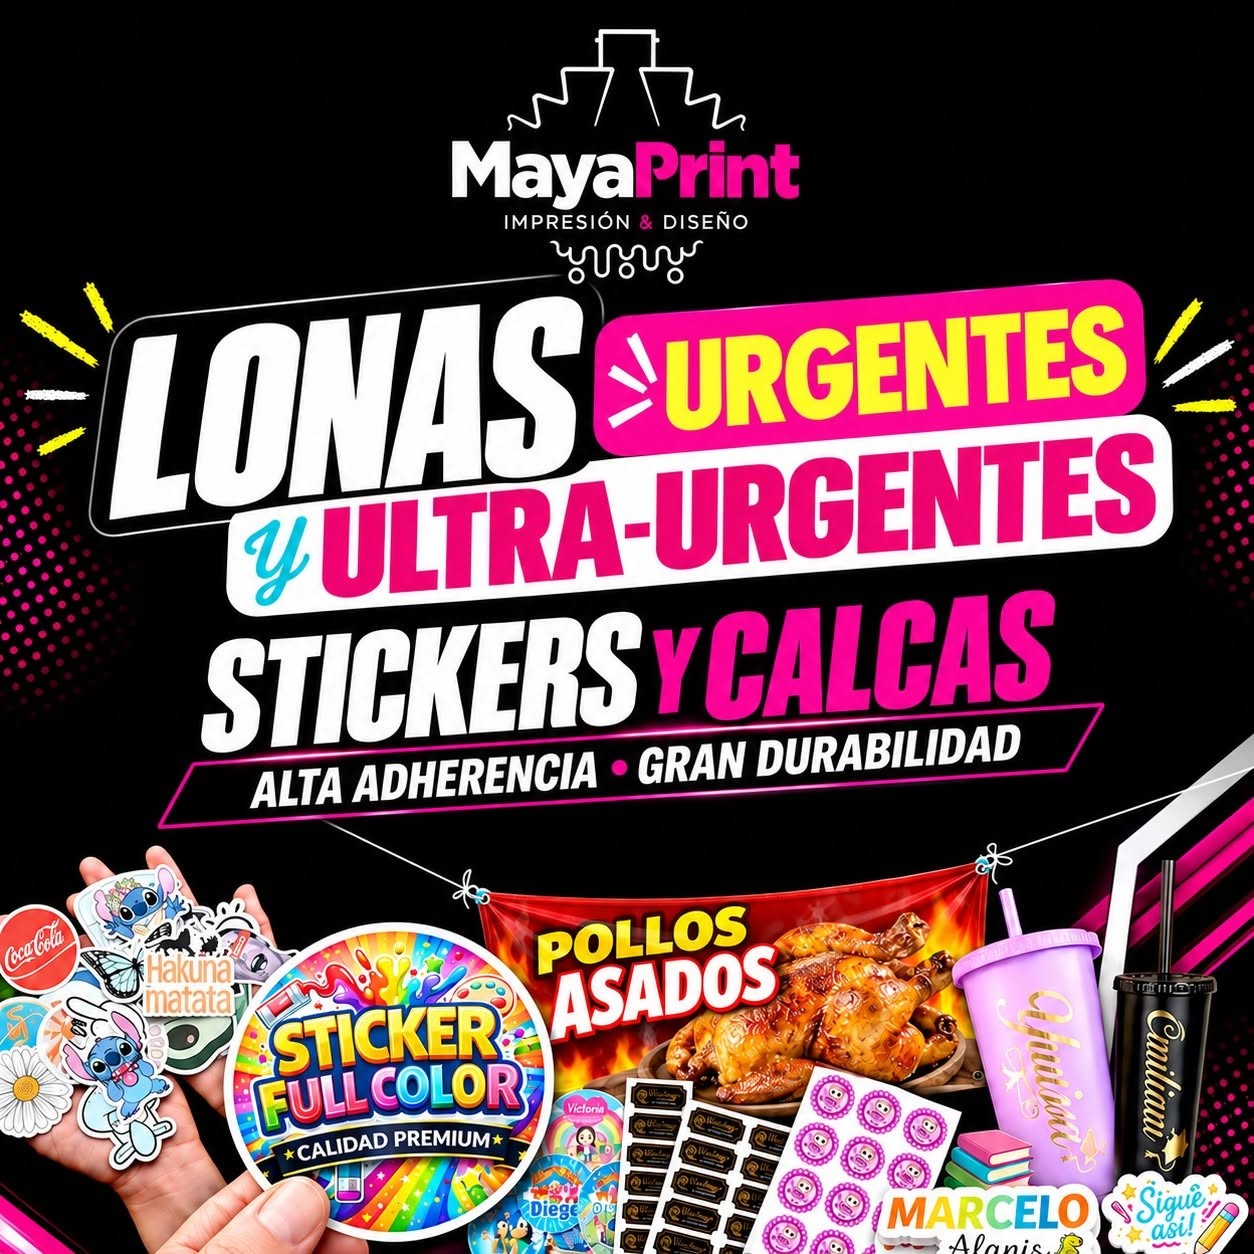 MayaPrint
IMPRESIÓN & DISEÑO
LONAS URGENTES
y ULTRA-URGENTES
STICKERS Y CALCAS
ALTA ADHERENCIA • GRAN DURABILIDAD
Coca-Cola
Hakuna
matata
STICKER
FULL COLOR
CALIDAD PREMIUM
POLLOS
ASADOS
Victoria
Diego
Emiliani
MARCELO
Alanis
Sigue
así!